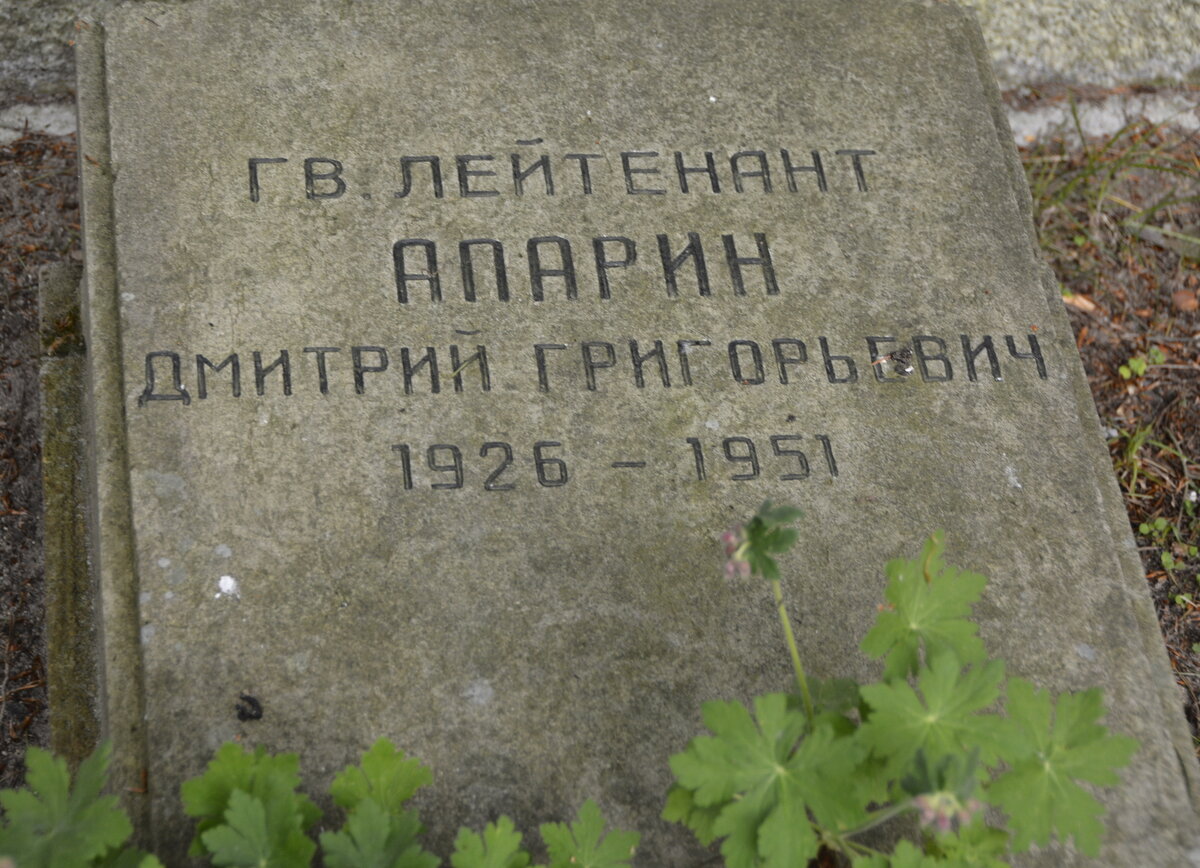 ГВ. ЛЕЙТЕНАНТ
АПАРИН
ДМИТРИЙ ГРИГОРЬЕВИЧ
1926 – 1951